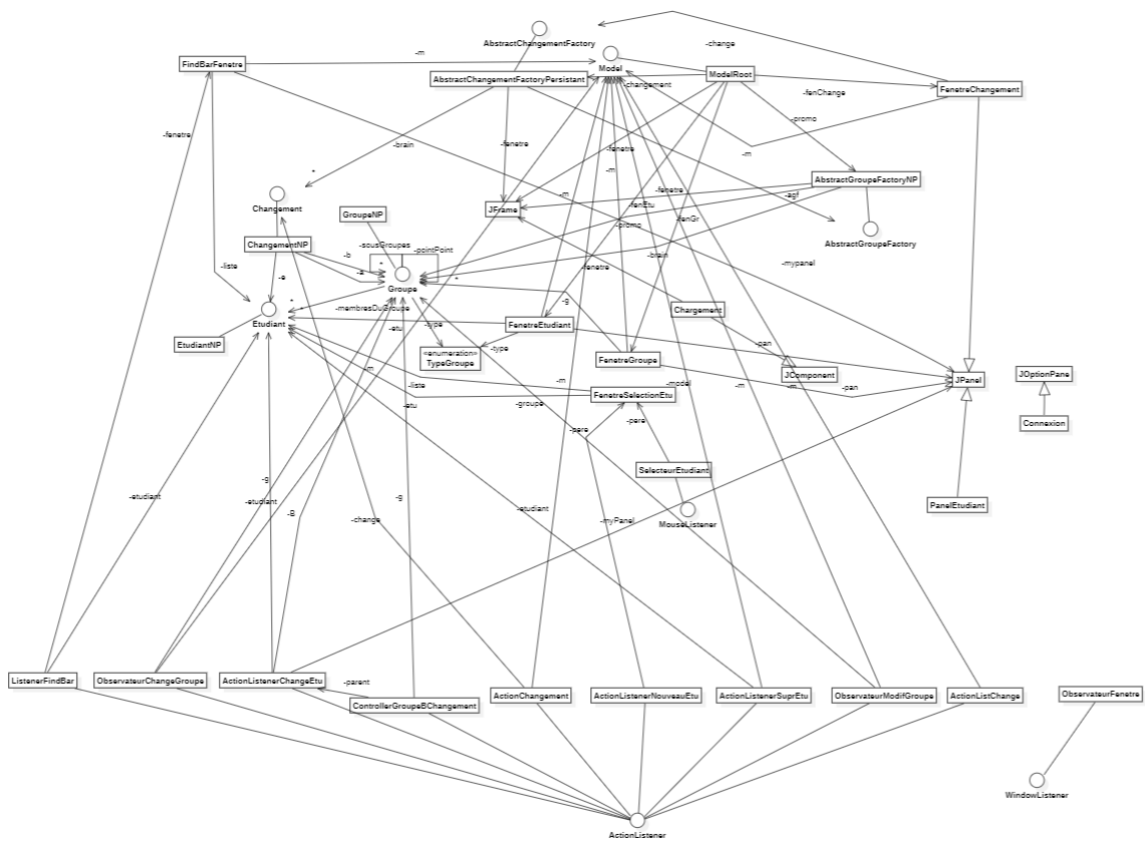 AbstractChangementFactory
-change
-m
FindBarFenetre
Model
ModelRoot
AbstractChangementFactoryPersistant
-changement
-fenChange
FenetreChangement
-promo
-fenetre
-brain
-fenetre
-fenetre
-m
-m
*
AbstractGroupeFactoryNP
-fenetre
-agf
-m
Changement
GroupeNP
JFrame
-fenEtu
-fenGr
-promo
AbstractGroupeFactory
ChangementNP
-sousGroupes
-pointPoint
-b
-brain
-mypanel
-liste
-e
-a
*
*
-fenetre
Groupe
-g
*
*
-membresDuGroupe
Chargement
Etudiant
-etu
-type
FenetreEtudiant
EtudiantNP
«enumeration»
TypeGroupe
-type
-pan
FenetreGroupe
-m
JComponent
JPanel
JOptionPane
-liste
-m
-model
-m
-m
-pan
FenetreSelectionEtu
-etu
-groupe
Connexion
-pere
-pere
SelecteurEtudiant
-g
-etudiant
-etudiant
-g
-B
-change
-etudiant
-myPanel
MouseListener
PanelEtudiant
ListenerFindBar
ObservateurChangeGroupe
ActionListenerChangeEtu
-parent
ControllerGroupeBChangement
ActionChangement
ActionListenerNouveauEtu
ActionListenerSuprEtu
ObservateurModifGroupe
ActionListChange
ObservateurFenetre
WindowListener
ActionListener